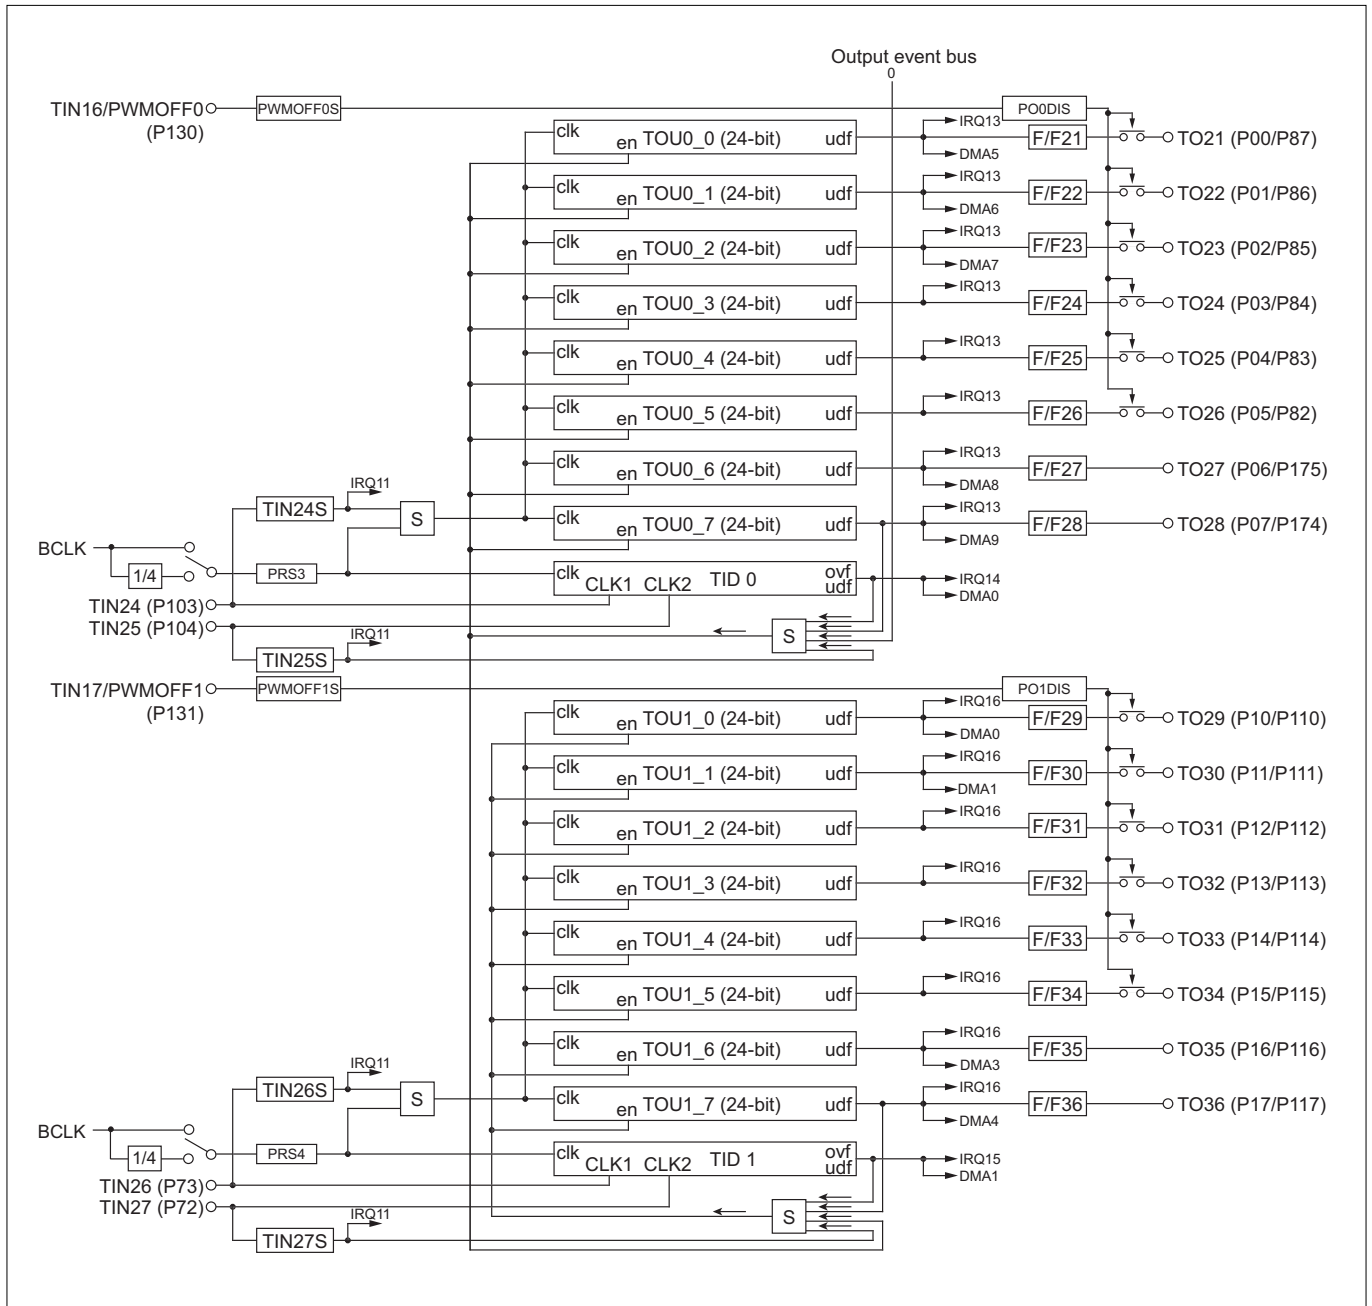 Output event bus
0
TIN16/PWMOFF0
(P130)
PWMOFF0S
PO0DIS
clk
en TOU0_0 (24-bit)
udf
IRQ13
DMA5
F/F21
TO21 (P00/P87)
clk
en TOU0_1 (24-bit)
udf
IRQ13
DMA6
F/F22
TO22 (P01/P86)
clk
en TOU0_2 (24-bit)
udf
IRQ13
DMA7
F/F23
TO23 (P02/P85)
clk
en TOU0_3 (24-bit)
udf
IRQ13
F/F24
TO24 (P03/P84)
clk
en TOU0_4 (24-bit)
udf
IRQ13
F/F25
TO25 (P04/P83)
clk
en TOU0_5 (24-bit)
udf
IRQ13
F/F26
TO26 (P05/P82)
clk
en TOU0_6 (24-bit)
udf
IRQ13
DMA8
F/F27
TO27 (P06/P175)
TIN24S
IRQ11
S
clk
en TOU0_7 (24-bit)
udf
IRQ13
DMA9
F/F28
TO28 (P07/P174)
BCLK
1/4
PRS3
clk
CLK1 CLK2 TID 0
ovf
udf
IRQ14
DMA0
TIN24 (P103)
TIN25 (P104)
TIN25S
IRQ11
S
TIN17/PWMOFF1
(P131)
PWMOFF1S
PO1DIS
clk
en TOU1_0 (24-bit)
udf
IRQ16
DMA0
F/F29
TO29 (P10/P110)
clk
en TOU1_1 (24-bit)
udf
IRQ16
DMA1
F/F30
TO30 (P11/P111)
clk
en TOU1_2 (24-bit)
udf
IRQ16
F/F31
TO31 (P12/P112)
clk
en TOU1_3 (24-bit)
udf
IRQ16
F/F32
TO32 (P13/P113)
clk
en TOU1_4 (24-bit)
udf
IRQ16
F/F33
TO33 (P14/P114)
clk
en TOU1_5 (24-bit)
udf
IRQ16
F/F34
TO34 (P15/P115)
clk
en TOU1_6 (24-bit)
udf
IRQ16
DMA3
F/F35
TO35 (P16/P116)
TIN26S
IRQ11
S
clk
en TOU1_7 (24-bit)
udf
IRQ16
DMA4
F/F36
TO36 (P17/P117)
BCLK
1/4
PRS4
clk
CLK1 CLK2 TID 1
ovf
udf
IRQ15
DMA1
TIN26 (P73)
TIN27 (P72)
TIN27S
IRQ11
S